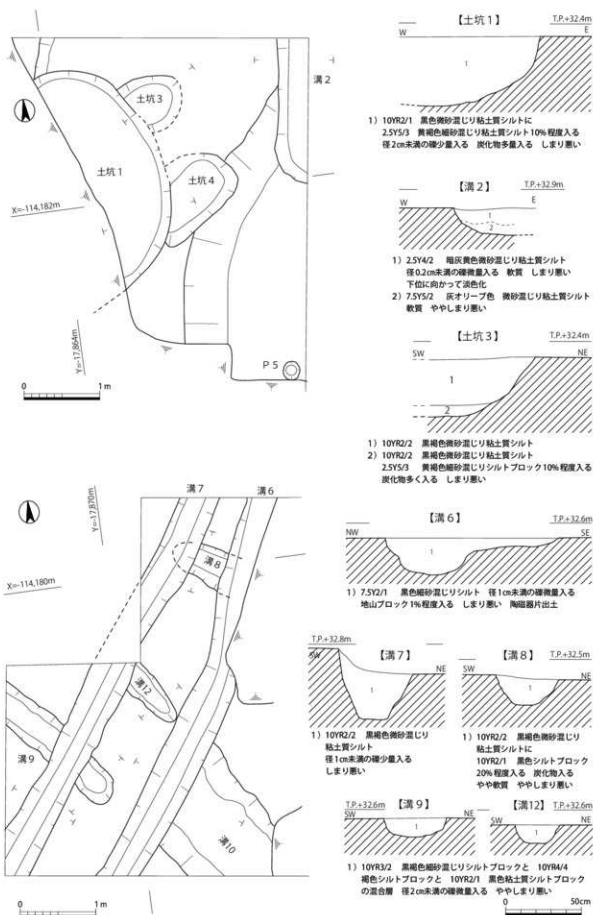 土坑3
溝2
土坑1
土坑4
X=-114,182m
Y=-17,864m
P5
0 1m
【土坑1】 T.P.+32.4m
W E
1
1）10YR2/1 黒色微砂混じり粘土質シルトに
2.5Y5/3 黄褐色細砂混じり粘土質シルト10%程度入る
径2cm未満の礫少量入る 炭化物多量入る しまり悪い
【溝2】 T.P.+32.9m
W E
1
2
1）2.5Y4/2 暗灰黄色微砂混じり粘土質シルト
径0.2cm未満の礫微量入る 軟質 しまり悪い
下位に向かって淡色化
2）7.5Y5/2 灰オリーブ色 微砂混じり粘土質シルト
軟質 ややしまり悪い
【土坑3】 T.P.+32.4m
SW NE
1
2
1）10YR2/2 黒褐色微砂混じり粘土質シルト
2）10YR2/2 黒褐色微砂混じり粘土質シルト
2.5Y5/3 黄褐色細砂混じりシルトブロック10%程度入る
炭化物多く入る しまり悪い
溝7 溝6
Y=-17,870m
溝8
X=-114,180m
溝12
溝9
溝10
0 1m
【溝6】 T.P.+32.6m
NW SE
1
1）7.5Y2/1 黒色細砂混じりシルト 径1cm未満の礫微量入る
地山ブロック1%程度入る しまり悪い 陶磁器片出土
T.P.+32.8m 【溝7】
SW NE
1
1）10YR2/2 黒褐色微砂混じり
粘土質シルト
径1cm未満の礫少量入る
しまり悪い
【溝8】 T.P.+32.5m
SW NE
1
1）10YR2/2 黒褐色微砂混じり
粘土質シルトに
10YR2/1 黒色シルトブロック
20%程度入る 炭化物入る
やや軟質 ややしまり悪い
T.P.+32.6m 【溝9】
SW NE
1
【溝12】 T.P.+32.6m
SW NE
1
1）10YR3/2 黒褐色細砂混じりシルトブロックと 10YR4/4
褐色シルトブロックと 10YR2/1 黒色粘土質シルトブロック
の混合層 径2cm未満の礫微量入る ややしまり悪い
0 50cm